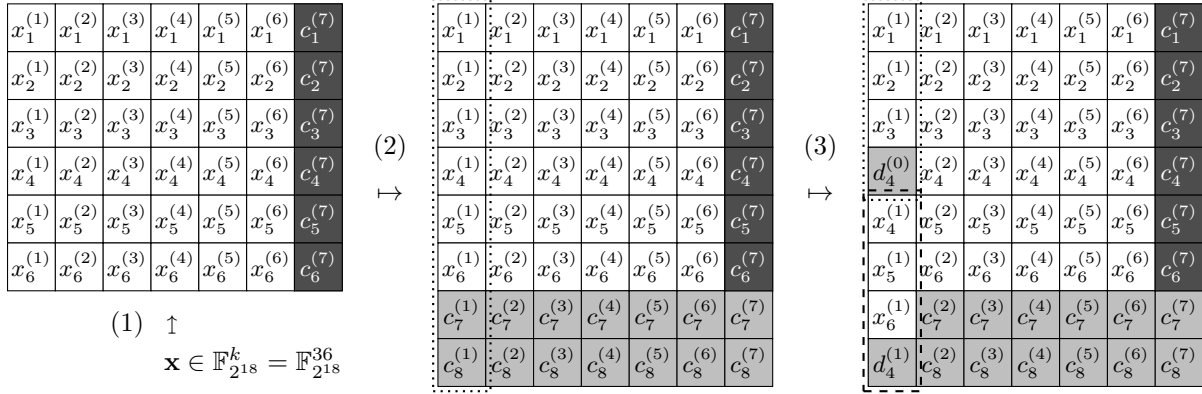 x_1^{(1)} x_1^{(2)} x_1^{(3)} x_1^{(4)} x_1^{(5)} x_1^{(6)} c_1^{(7)}
x_2^{(1)} x_2^{(2)} x_2^{(3)} x_2^{(4)} x_2^{(5)} x_2^{(6)} c_2^{(7)}
x_3^{(1)} x_3^{(2)} x_3^{(3)} x_3^{(4)} x_3^{(5)} x_3^{(6)} c_3^{(7)}
x_4^{(1)} x_4^{(2)} x_4^{(3)} x_4^{(4)} x_4^{(5)} x_4^{(6)} c_4^{(7)}
x_5^{(1)} x_5^{(2)} x_5^{(3)} x_5^{(4)} x_5^{(5)} x_5^{(6)} c_5^{(7)}
x_6^{(1)} x_6^{(2)} x_6^{(3)} x_6^{(4)} x_6^{(5)} x_6^{(6)} c_6^{(7)}
(1) ↥
𝐱 ∈ 𝔽_{2^{18}}^k = 𝔽_{2^{18}}^{36}
(2)
↦
x_1^{(1)} x_1^{(2)} x_1^{(3)} x_1^{(4)} x_1^{(5)} x_1^{(6)} c_1^{(7)}
x_2^{(1)} x_2^{(2)} x_2^{(3)} x_2^{(4)} x_2^{(5)} x_2^{(6)} c_2^{(7)}
x_3^{(1)} x_3^{(2)} x_3^{(3)} x_3^{(4)} x_3^{(5)} x_3^{(6)} c_3^{(7)}
x_4^{(1)} x_4^{(2)} x_4^{(3)} x_4^{(4)} x_4^{(5)} x_4^{(6)} c_4^{(7)}
x_5^{(1)} x_5^{(2)} x_5^{(3)} x_5^{(4)} x_5^{(5)} x_5^{(6)} c_5^{(7)}
x_6^{(1)} x_6^{(2)} x_6^{(3)} x_6^{(4)} x_6^{(5)} x_6^{(6)} c_6^{(7)}
c_7^{(1)} c_7^{(2)} c_7^{(3)} c_7^{(4)} c_7^{(5)} c_7^{(6)} c_7^{(7)}
c_8^{(1)} c_8^{(2)} c_8^{(3)} c_8^{(4)} c_8^{(5)} c_8^{(6)} c_8^{(7)}
(3)
↦
x_1^{(1)} x_1^{(2)} x_1^{(3)} x_1^{(4)} x_1^{(5)} x_1^{(6)} c_1^{(7)}
x_2^{(1)} x_2^{(2)} x_2^{(3)} x_2^{(4)} x_2^{(5)} x_2^{(6)} c_2^{(7)}
x_3^{(1)} x_3^{(2)} x_3^{(3)} x_3^{(4)} x_3^{(5)} x_3^{(6)} c_3^{(7)}
d_4^{(0)} x_4^{(2)} x_4^{(3)} x_4^{(4)} x_4^{(5)} x_4^{(6)} c_4^{(7)}
x_4^{(1)} x_5^{(2)} x_5^{(3)} x_5^{(4)} x_5^{(5)} x_5^{(6)} c_5^{(7)}
x_5^{(1)} x_6^{(2)} x_6^{(3)} x_6^{(4)} x_6^{(5)} x_6^{(6)} c_6^{(7)}
x_6^{(1)} c_7^{(2)} c_7^{(3)} c_7^{(4)} c_7^{(5)} c_7^{(6)} c_7^{(7)}
d_4^{(1)} c_8^{(2)} c_8^{(3)} c_8^{(4)} c_8^{(5)} c_8^{(6)} c_8^{(7)}